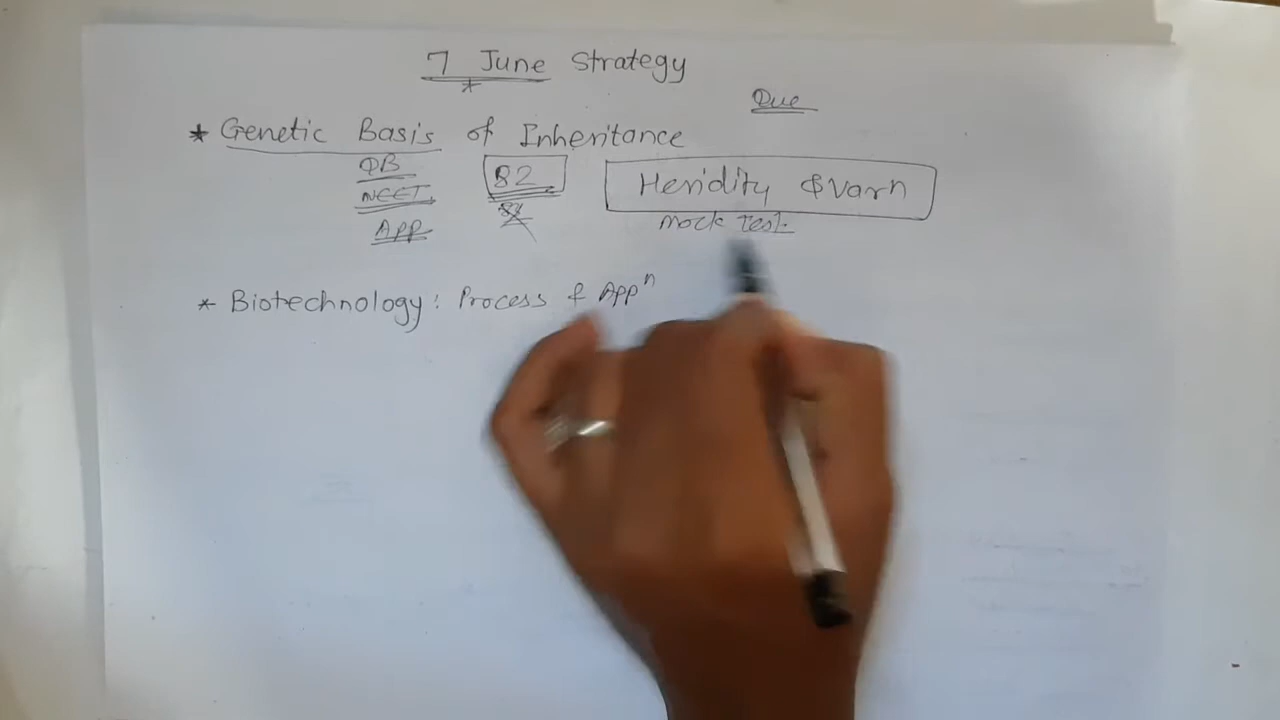 7 June Strategy
Due
* Genetic Basis of Inheritance
QB
82
Heridity & Varn
NEET
mock Test.
APP
* Biotechnology: Process & Appⁿ